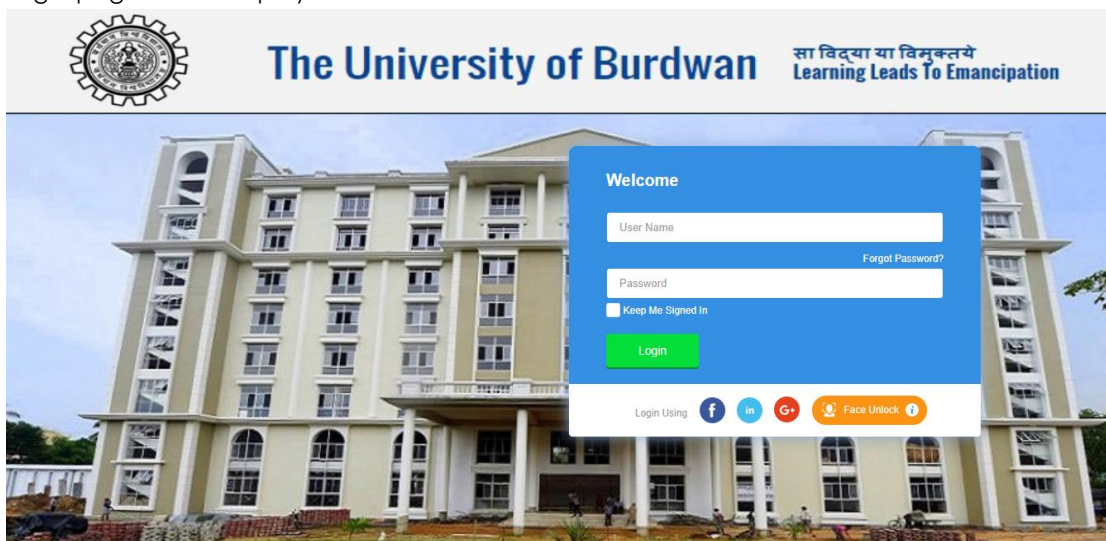 The University of Burdwan
सा विद्या या विमुक्तये
Learning Leads To Emancipation
Welcome
User Name
Forgot Password?
Password
Keep Me Signed In
Login
Login Using f in G+ Face Unlock i